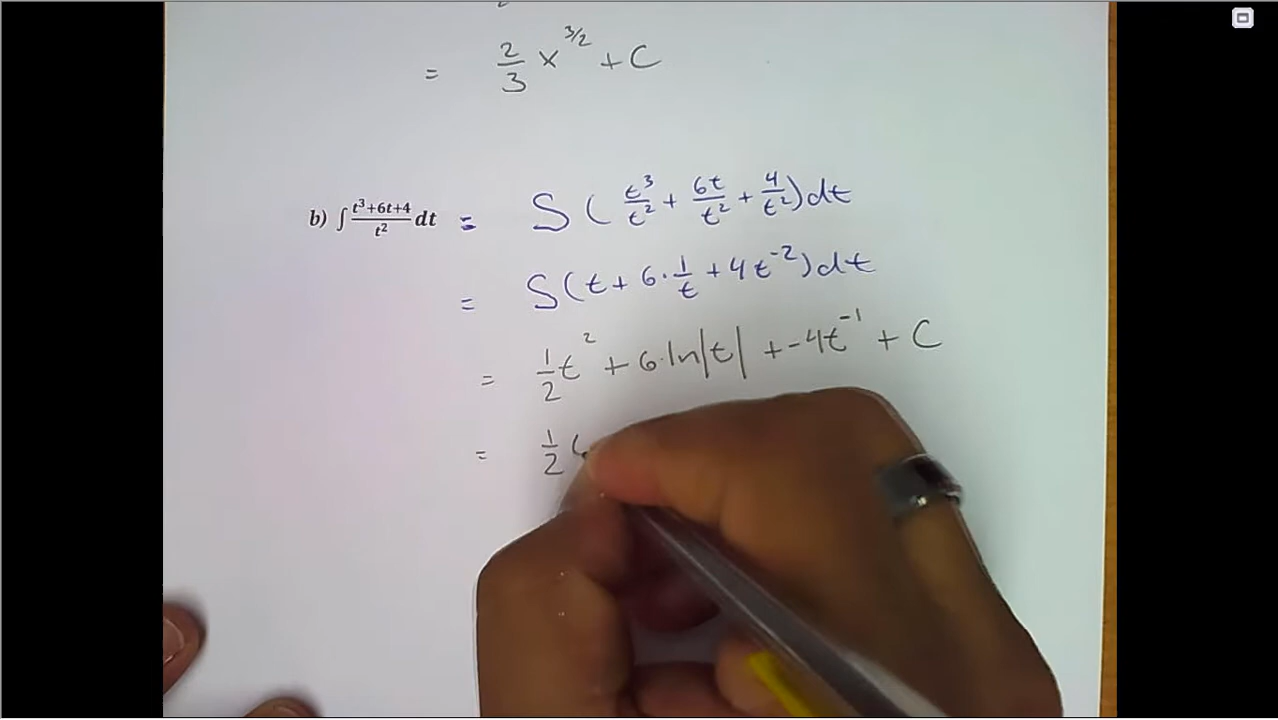 = 2/3 x^3/2 + C
b) ∫ t³+6t+4/t² dt = S ( t³/t² + 6t/t² + 4/t² ) dt
= S ( t + 6·1/t + 4t⁻² ) dt
= 1/2 t² + 6·ln|t| + -4t⁻¹ + C
= 1/2